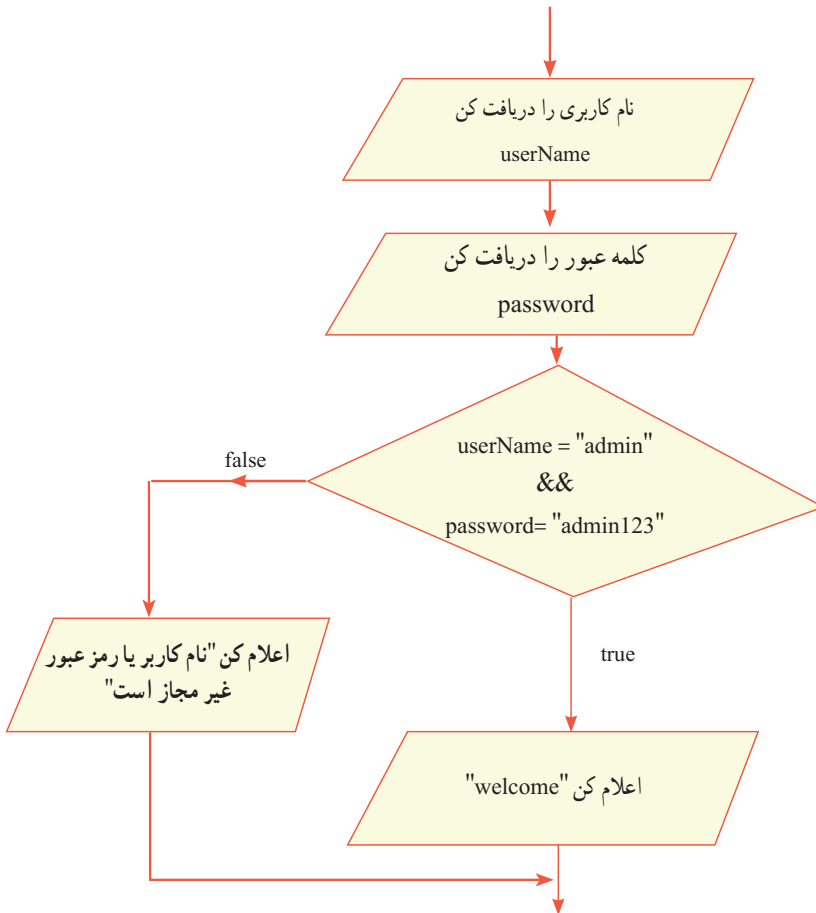 نام کاربری را دریافت کن
userName
کلمه عبور را دریافت کن
password
userName = "admin"
&&
password= "admin123"
false
true
اعلام کن"نام کاربر یا رمز عبور
غیر مجاز است"
اعلام کن "welcome"